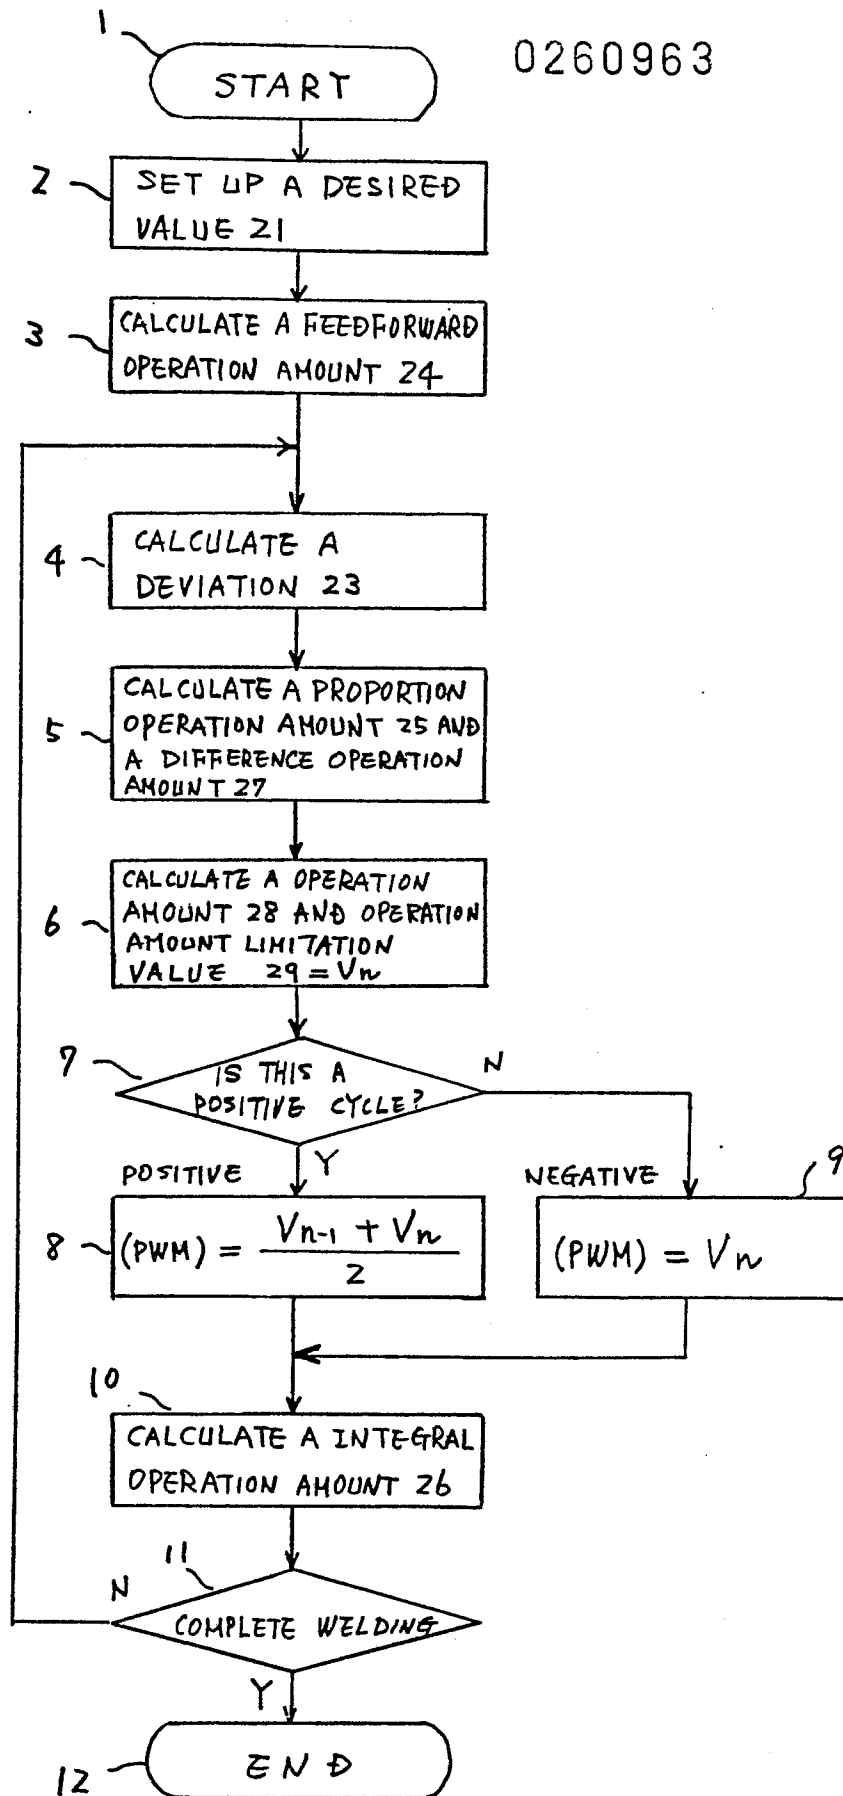 1
0260963
START
2
SET UP A DESIRED
VALUE 21
3
CALCULATE A FEEDFORWARD
OPERATION AMOUNT 24
4
CALCULATE A
DEVIATION 23
5
CALCULATE A PROPORTION
OPERATION AMOUNT 25 AND
A DIFFERENCE OPERATION
AMOUNT 27
6
CALCULATE A OPERATION
AMOUNT 28 AND OPERATION
AMOUNT LIMITATION
VALUE 29 = Vn
7
IS THIS A
POSITIVE CYCLE?
N
Y
POSITIVE
8
(PWM) = (Vn-1 + Vn) / 2
NEGATIVE
9
(PWM) = Vn
10
CALCULATE A INTEGRAL
OPERATION AMOUNT 26
11
N
COMPLETE WELDING
Y
12
END